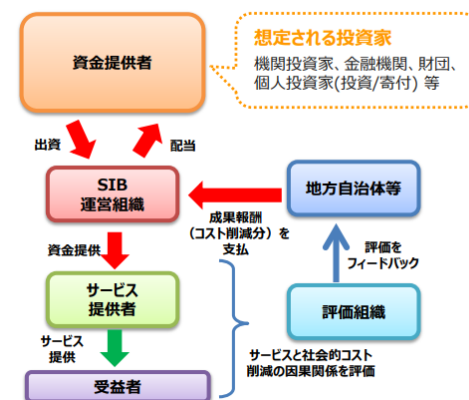 資金提供者
想定される投資家
機関投資家、金融機関、財団、
個人投資家(投資/寄付) 等
出資
配当
SIB
運営組織
地方自治体等
成果報酬
（コスト削減分）を
支払
資金提供
評価を
フィードバック
サービス
提供者
評価組織
サービス
提供
サービスと社会的コスト
削減の因果関係を評価
受益者